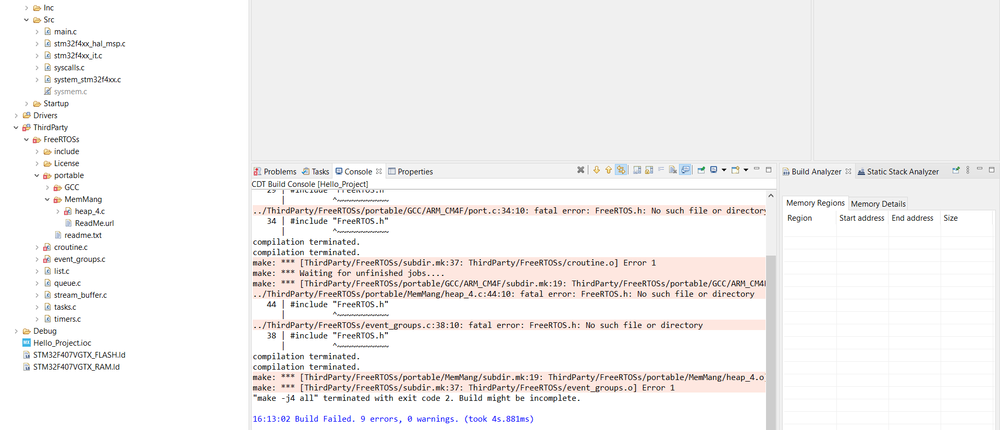 Inc
Src
main.c
stm32f4xx_hal_msp.c
stm32f4xx_it.c
syscalls.c
system_stm32f4xx.c
sysmem.c
Startup
Drivers
ThirdParty
FreeRTOSs
include
License
portable
GCC
MemMang
heap_4.c
ReadMe.url
readme.txt
croutine.c
event_groups.c
list.c
queue.c
stream_buffer.c
tasks.c
timers.c
Debug
MX Hello_Project.ioc
STM32F407VGTX_FLASH.ld
STM32F407VGTX_RAM.ld
Problems Tasks Console Properties
CDT Build Console [Hello_Project]
29 | #include "FreeRTOS.h"
| ^~~~~~~~~~~~
../ThirdParty/FreeRTOSs/portable/GCC/ARM_CM4F/port.c:34:10: fatal error: FreeRTOS.h: No such file or directory
34 | #include "FreeRTOS.h"
| ^~~~~~~~~~~~
compilation terminated.
compilation terminated.
make: *** [ThirdParty/FreeRTOSs/subdir.mk:37: ThirdParty/FreeRTOSs/croutine.o] Error 1
make: *** Waiting for unfinished jobs....
make: *** [ThirdParty/FreeRTOSs/portable/GCC/ARM_CM4F/subdir.mk:19: ThirdParty/FreeRTOSs/portable/GCC/ARM_CM4F
../ThirdParty/FreeRTOSs/portable/MemMang/heap_4.c:44:10: fatal error: FreeRTOS.h: No such file or directory
44 | #include "FreeRTOS.h"
| ^~~~~~~~~~~~
../ThirdParty/FreeRTOSs/event_groups.c:38:10: fatal error: FreeRTOS.h: No such file or directory
38 | #include "FreeRTOS.h"
| ^~~~~~~~~~~~
compilation terminated.
compilation terminated.
make: *** [ThirdParty/FreeRTOSs/portable/MemMang/subdir.mk:19: ThirdParty/FreeRTOSs/portable/MemMang/heap_4.o]
make: *** [ThirdParty/FreeRTOSs/subdir.mk:37: ThirdParty/FreeRTOSs/event_groups.o] Error 1
"make -j4 all" terminated with exit code 2. Build might be incomplete.
16:13:02 Build Failed. 9 errors, 0 warnings. (took 4s.881ms)
Build Analyzer Static Stack Analyzer
Memory Regions Memory Details
Region Start address End address Size